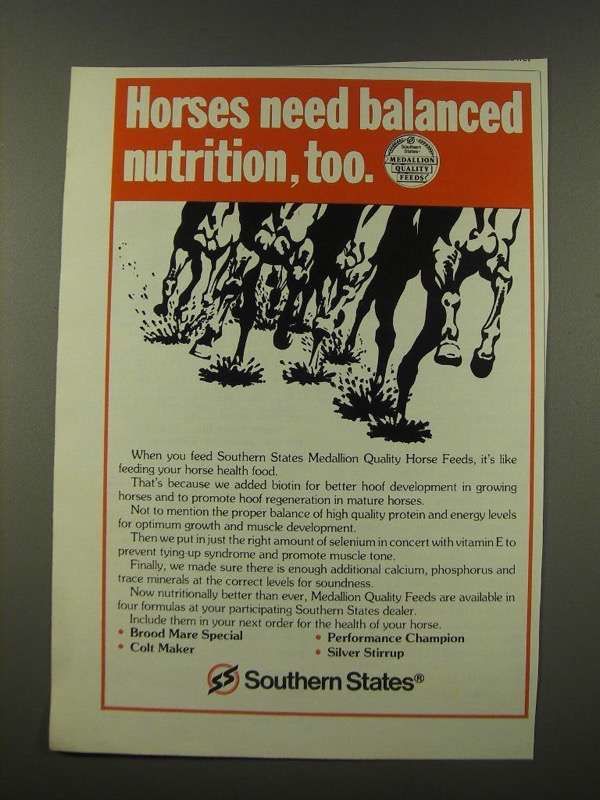 Horses need balanced
nutrition, too.
Southern
States®
MEDALLION
QUALITY
FEEDS
When you feed Southern States Medallion Quality Horse Feeds, it's like
feeding your horse health food.
That's because we added biotin for better hoof development in growing
horses and to promote hoof regeneration in mature horses.
Not to mention the proper balance of high quality protein and energy levels
for optimum growth and muscle development.
Then we put in just the right amount of selenium in concert with vitamin E to
prevent tying-up syndrome and promote muscle tone.
Finally, we made sure there is enough additional calcium, phosphorus and
trace minerals at the correct levels for soundness.
Now nutritionally better than ever, Medallion Quality Feeds are available in
four formulas at your participating Southern States dealer.
Include them in your next order for the health of your horse.
• Brood Mare Special
• Colt Maker
• Performance Champion
• Silver Stirrup
SS Southern States®